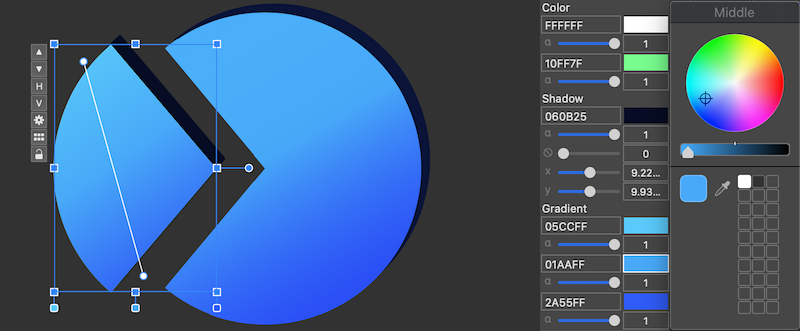 Color
Middle
FFFFFF
α
1
10FF7F
α
1
H
V
Shadow
060B25
α
1
0
x
9.22...
y
9.93...
Gradient
05CCFF
α
1
01AAFF
α
1
2A55FF
α
1